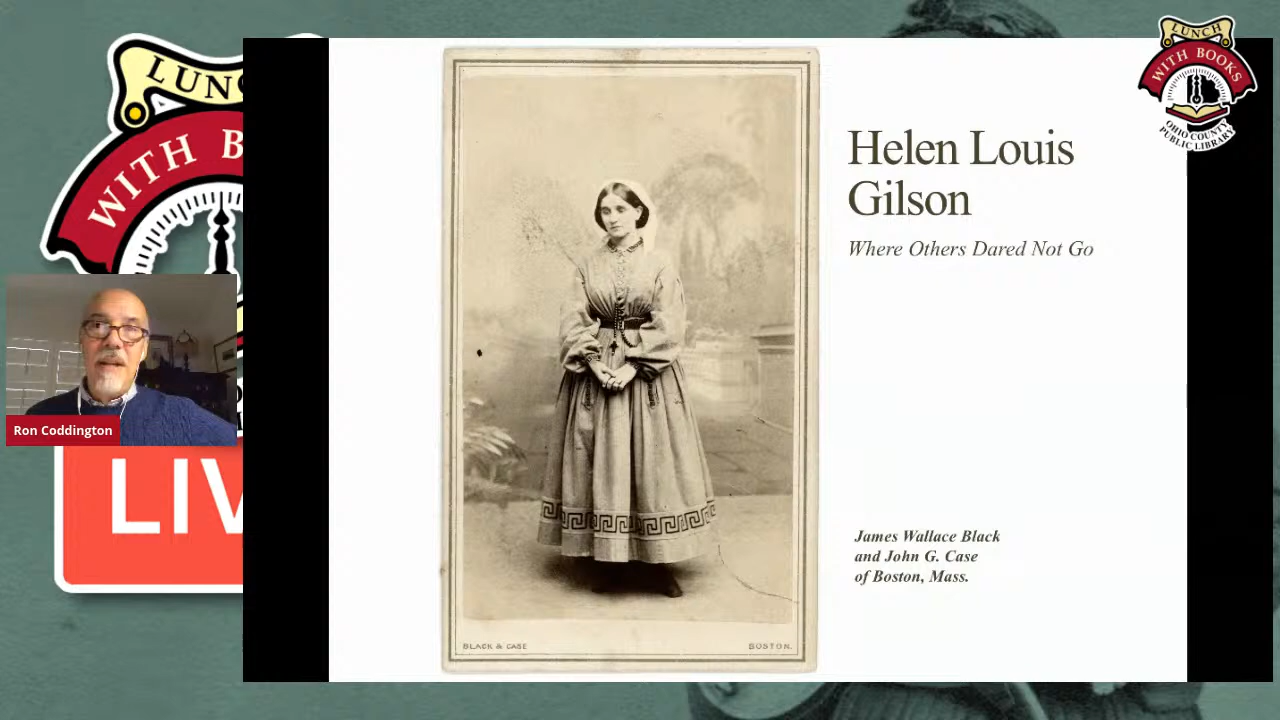 LUNCH
WITH BOOKS
OHIO COUNTY
PUBLIC LIBRARY
LUN
WITH B
LIV
Ron Coddington
Helen Louis
Gilson
Where Others Dared Not Go
James Wallace Black
and John G. Case
of Boston, Mass.
BLACK & CASE
BOSTON.